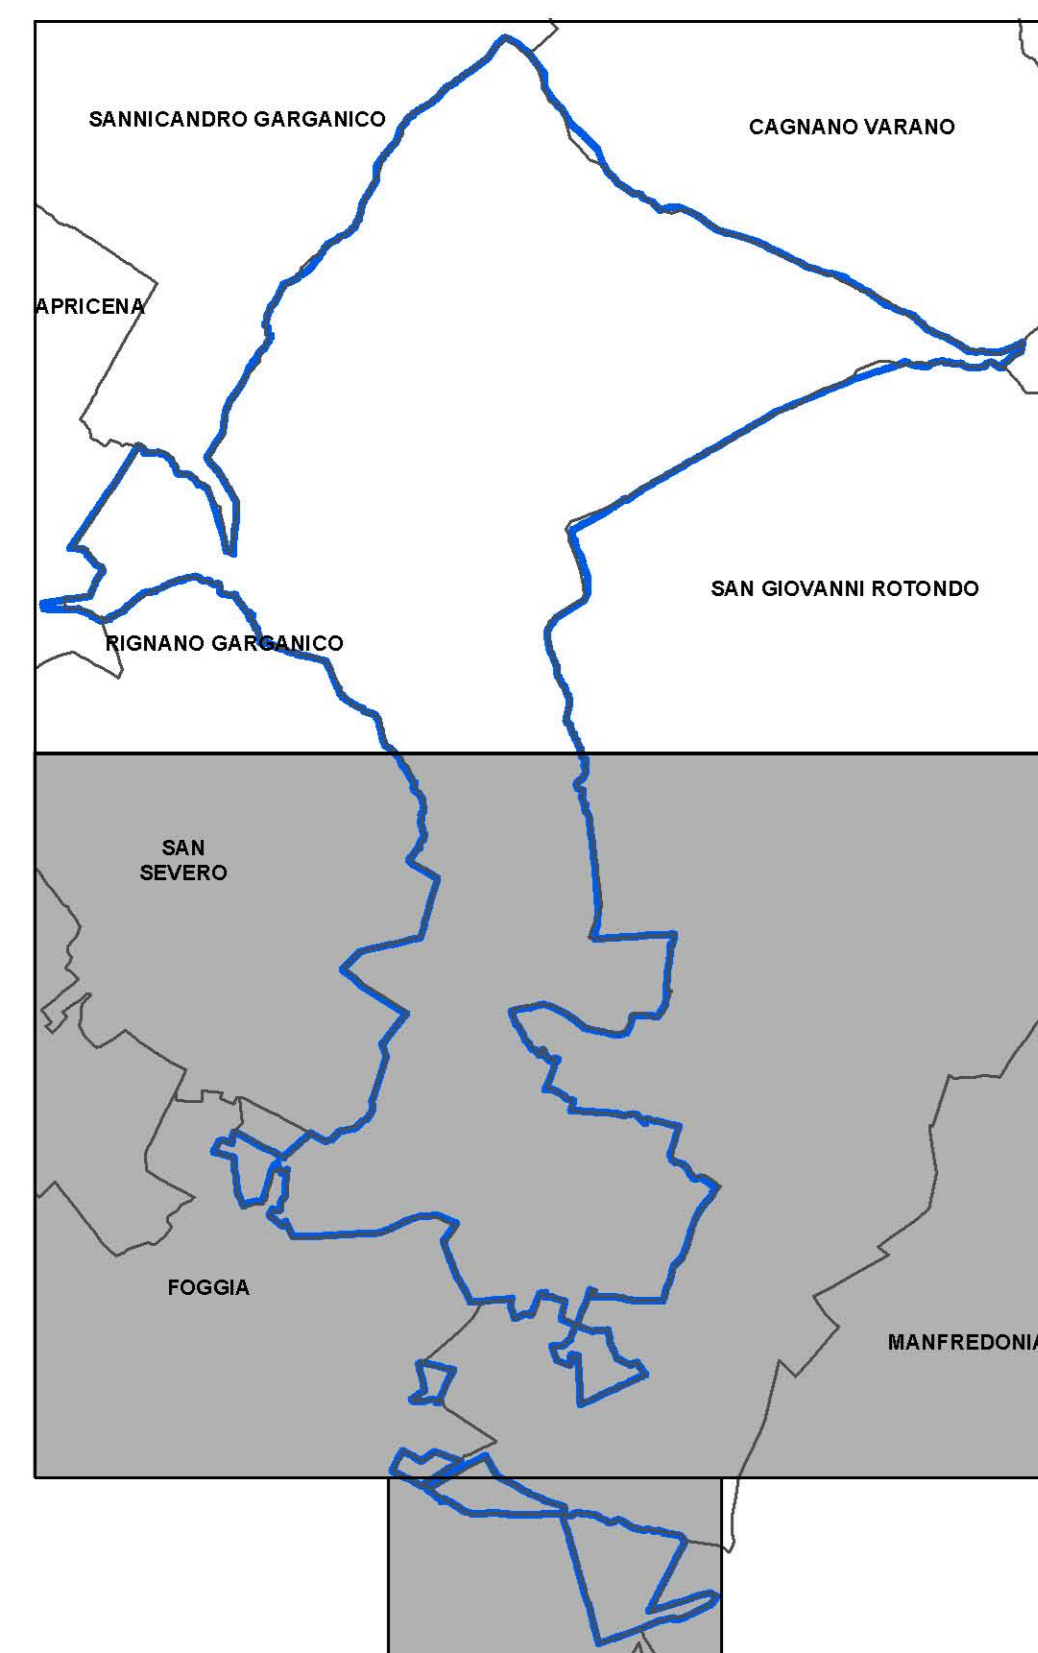 SANNICANDRO GARGANICO
CAGNANO VARANO
APRICENA
SAN GIOVANNI ROTONDO
RIGNANO GARGANICO
SAN
SEVERO
FOGGIA
MANFREDONIA